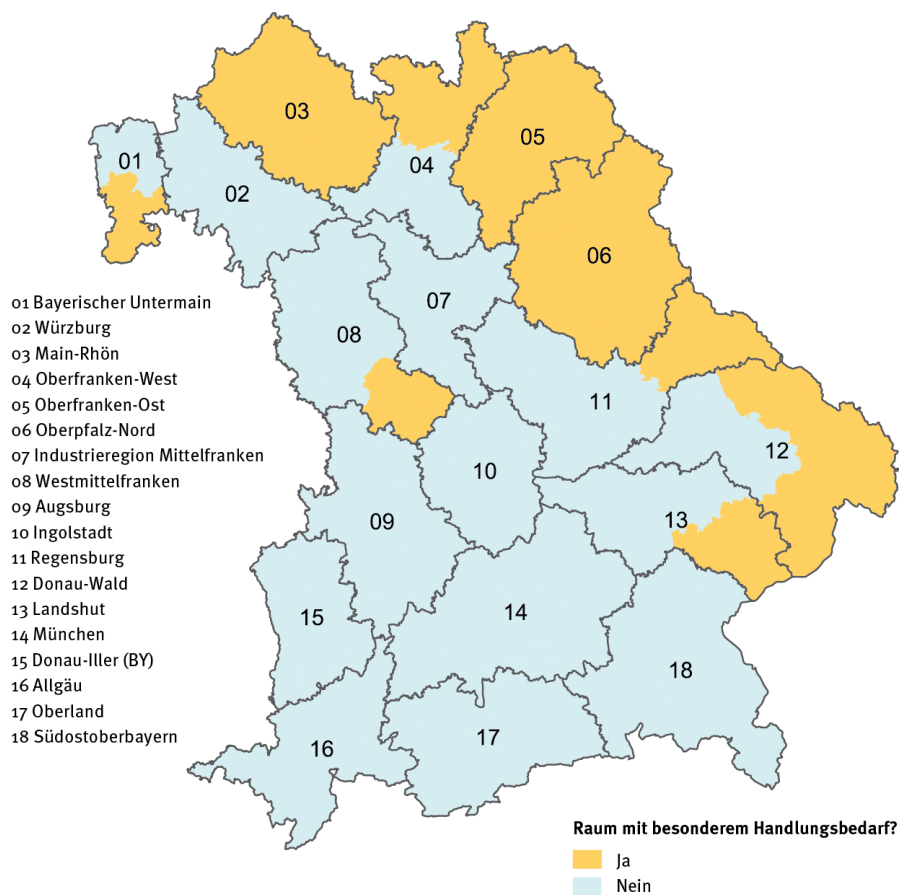 03
05
01
04
02
06
07
08
11
12
10
13
09
14
15
18
17
16
01 Bayerischer Untermain
02 Würzburg
03 Main-Rhön
04 Oberfranken-West
05 Oberfranken-Ost
06 Oberpfalz-Nord
07 Industrieregion Mittelfranken
08 Westmittelfranken
09 Augsburg
10 Ingolstadt
11 Regensburg
12 Donau-Wald
13 Landshut
14 München
15 Donau-Iller (BY)
16 Allgäu
17 Oberland
18 Südostoberbayern
Raum mit besonderem Handlungsbedarf?
Ja
Nein